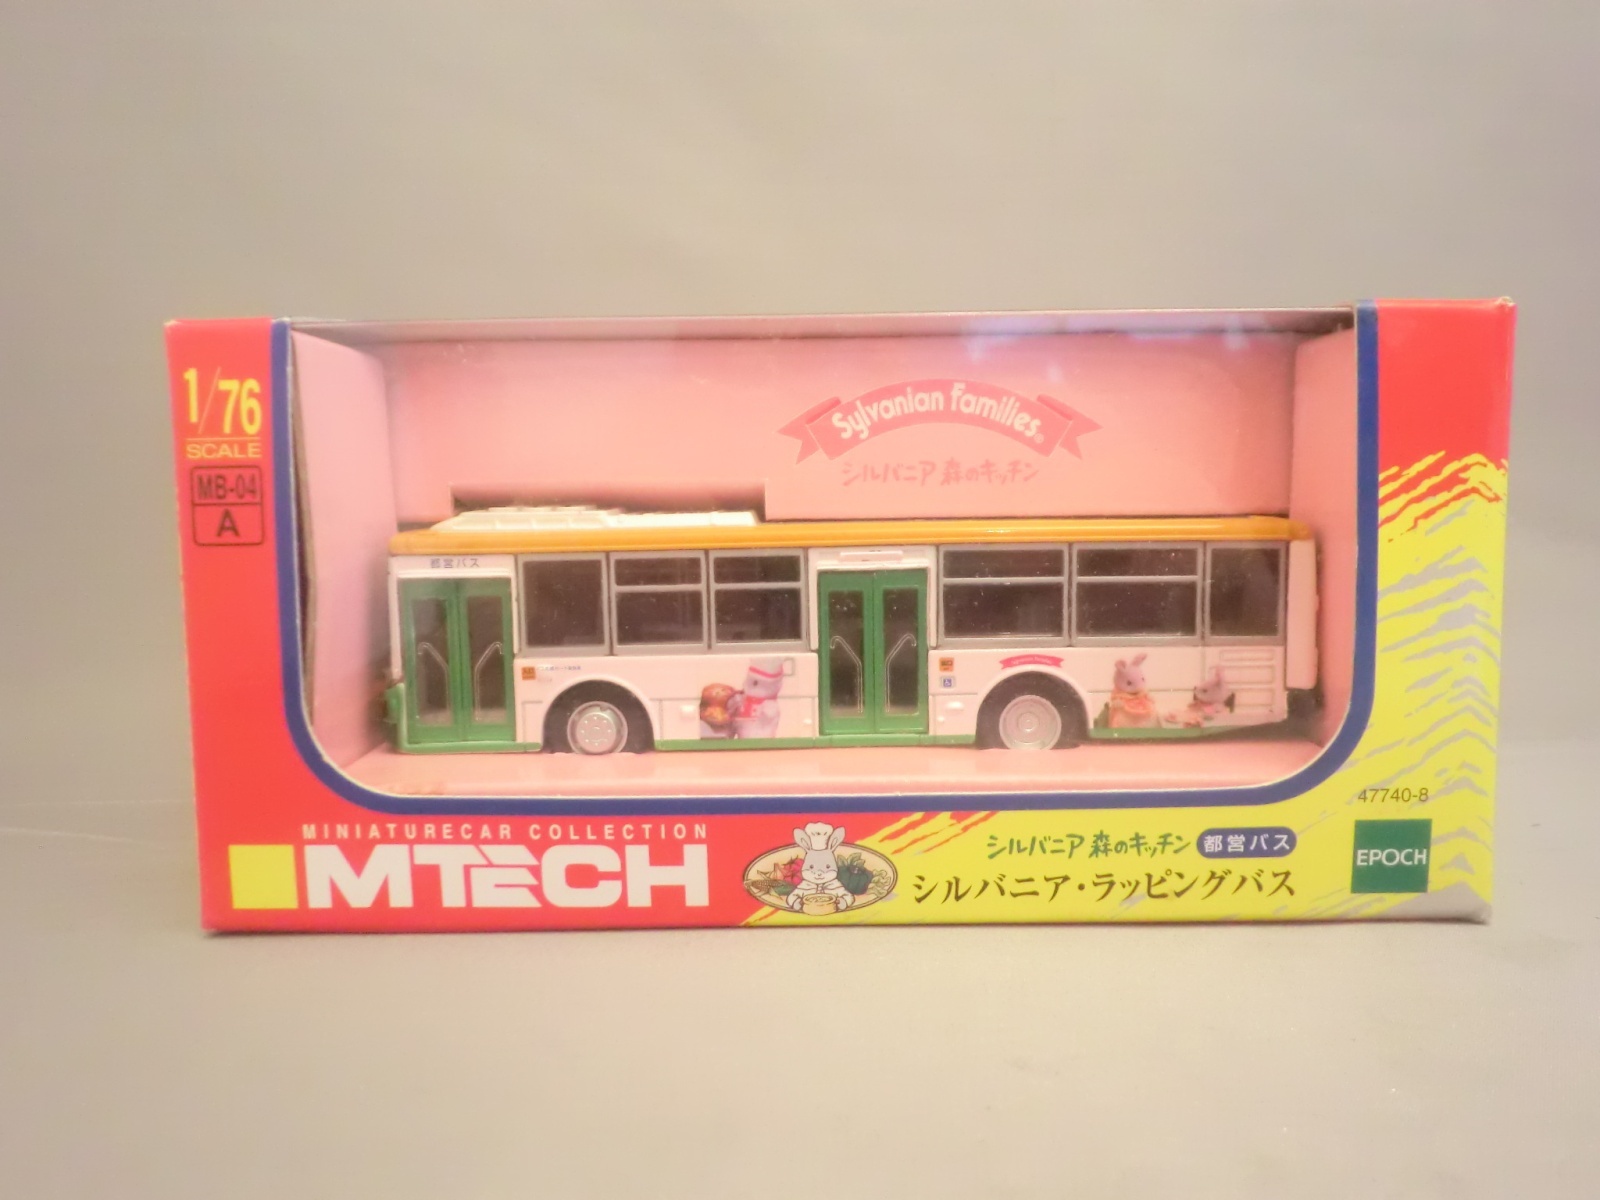 1/76
SCALE
MB-04
A
Sylvanian Families®
シルバニア 森のキッチン
都営バス
MINIATURECAR COLLECTION
MTECH
シルバニア 森のキッチン 都営バス
シルバニア・ラッピングバス
47740-8
EPOCH